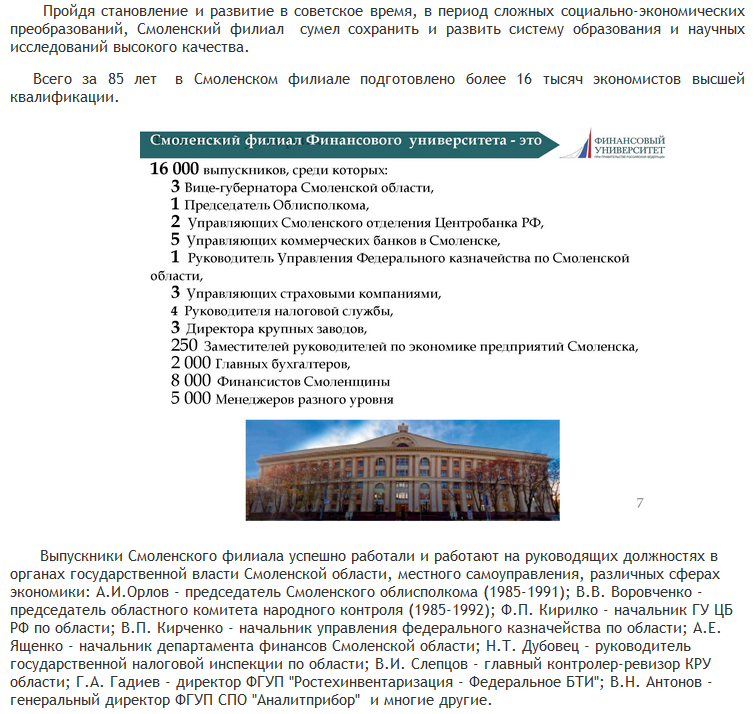 Пройдя становление и развитие в советское время, в период сложных социально-экономических
преобразований, Смоленский филиал сумел сохранить и развить систему образования и научных
исследований высокого качества.
Всего за 85 лет в Смоленском филиале подготовлено более 16 тысяч экономистов высшей
квалификации.
Смоленский филиал Финансового университета - это
ФИНАНСОВЫЙ
УНИВЕРСИТЕТ
ПРИ ПРАВИТЕЛЬСТВЕ РОССИЙСКОЙ ФЕДЕРАЦИИ
16 000 выпускников, среди которых:
3 Вице-губернатора Смоленской области,
1 Председатель Облисполкома,
2 Управляющих Смоленского отделения Центробанка РФ,
5 Управляющих коммерческих банков в Смоленске,
1 Руководитель Управления Федерального казначейства по Смоленской
области,
3 Управляющих страховыми компаниями,
4 Руководителя налоговой службы,
3 Директора крупных заводов,
250 Заместителей руководителей по экономике предприятий Смоленска,
2 000 Главных бухгалтеров,
8 000 Финансистов Смоленщины
5 000 Менеджеров разного уровня
7
Выпускники Смоленского филиала успешно работали и работают на руководящих должностях в
органах государственной власти Смоленской области, местного самоуправления, различных сферах
экономики: А.И.Орлов - председатель Смоленского облисполкома (1985-1991); В.В. Воровченко -
председатель областного комитета народного контроля (1985-1992); Ф.П. Кирилко - начальник ГУ ЦБ
РФ по области; В.П. Кирченко - начальник управления федерального казначейства по области; А.Е.
Ященко - начальник департамента финансов Смоленской области; Н.Т. Дубовец - руководитель
государственной налоговой инспекции по области; В.И. Слепцов - главный контролер-ревизор КРУ
области; Г.А. Гадиев - директор ФГУП "Ростехинвентаризация - Федеральное БТИ"; В.Н. Антонов -
генеральный директор ФГУП СПО "Аналитприбор" и многие другие.